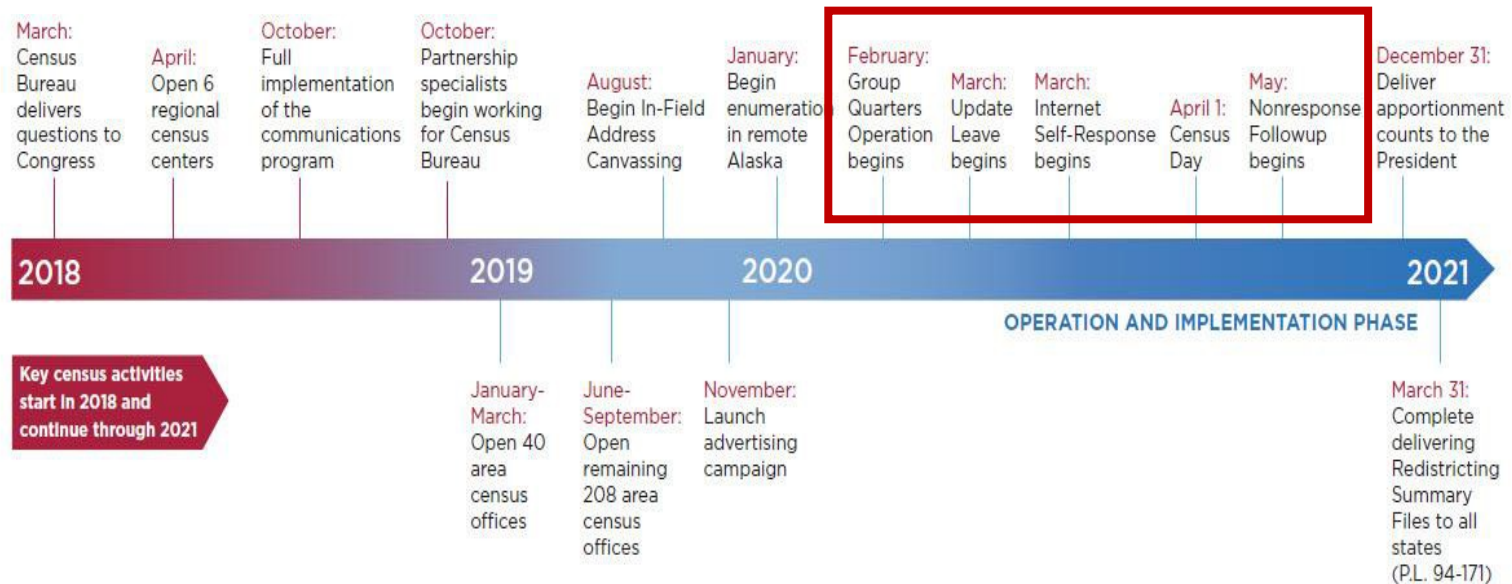 March:
Census
Bureau
delivers
questions to
Congress
April:
Open 6
regional
census
centers
October:
Full
implementation
of the
communications
program
October:
Partnership
specialists
begin working
for Census
Bureau
August:
Begin In-Field
Address
Canvassing
January:
Begin
enumeration
in remote
Alaska
February:
Group
Quarters
Operation
begins
March:
Update
Leave
begins
March:
Internet
Self-Response
begins
April 1:
Census
Day
May:
Nonresponse
Followup
begins
December 31:
Deliver
apportionment
counts to the
President
2018
2019
2020
2021
OPERATION AND IMPLEMENTATION PHASE
Key census activities
start in 2018 and
continue through 2021
January-
March:
Open 40
area
census
offices
June-
September:
Open
remaining
208 area
census
offices
November:
Launch
advertising
campaign
March 31:
Complete
delivering
Redistricting
Summary
Files to all
states
(P.L. 94-171)